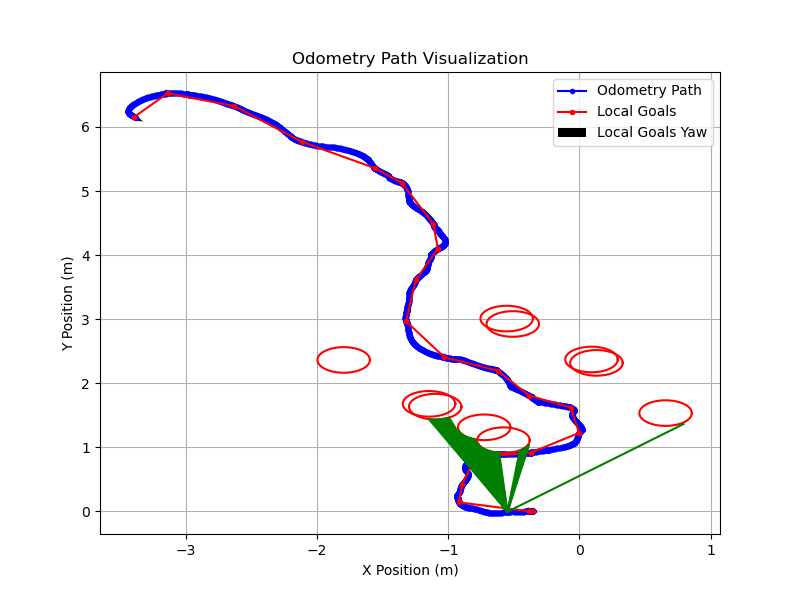 Odometry Path Visualization
Odometry Path
Local Goals
Local Goals Yaw
Y Position (m)
6
5
4
3
2
1
0
−3
−2
−1
0
1
X Position (m)